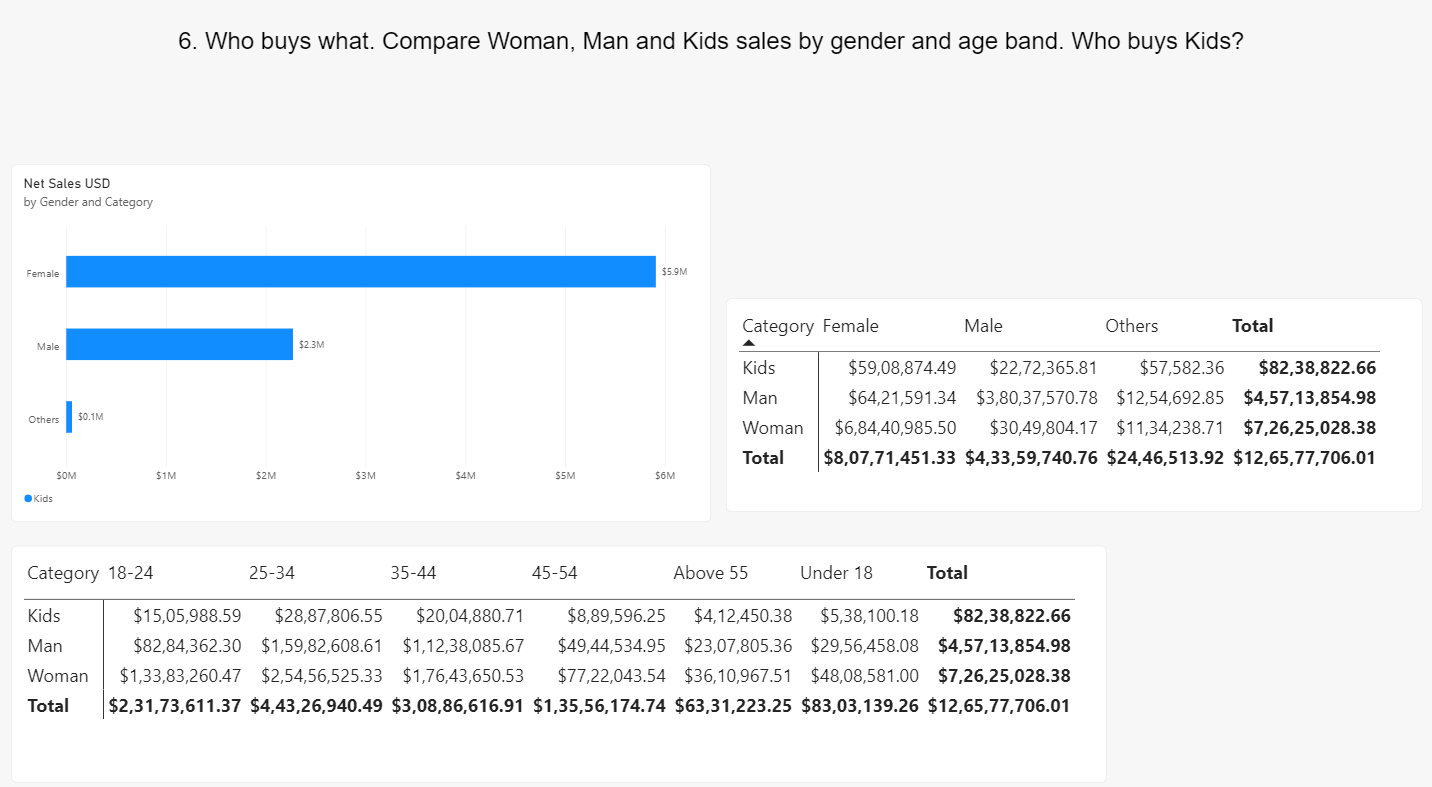 6. Who buys what. Compare Woman, Man and Kids sales by gender and age band. Who buys Kids?
Net Sales USD
by Gender and Category
Female $5.9M
Male $2.3M
Others $0.1M
$0M $1M $2M $3M $4M $5M $6M
Kids
Category Female Male Others Total
Kids $59,08,874.49 $22,72,365.81 $57,582.36 $82,38,822.66
Man $64,21,591.34 $3,80,37,570.78 $12,54,692.85 $4,57,13,854.98
Woman $6,84,40,985.50 $30,49,804.17 $11,34,238.71 $7,26,25,028.38
Total $8,07,71,451.33 $4,33,59,740.76 $24,46,513.92 $12,65,77,706.01
Category 18-24 25-34 35-44 45-54 Above 55 Under 18 Total
Kids $15,05,988.59 $28,87,806.55 $20,04,880.71 $8,89,596.25 $4,12,450.38 $5,38,100.18 $82,38,822.66
Man $82,84,362.30 $1,59,82,608.61 $1,12,38,085.67 $49,44,534.95 $23,07,805.36 $29,56,458.08 $4,57,13,854.98
Woman $1,33,83,260.47 $2,54,56,525.33 $1,76,43,650.53 $77,22,043.54 $36,10,967.51 $48,08,581.00 $7,26,25,028.38
Total $2,31,73,611.37 $4,43,26,940.49 $3,08,86,616.91 $1,35,56,174.74 $63,31,223.25 $83,03,139.26 $12,65,77,706.01